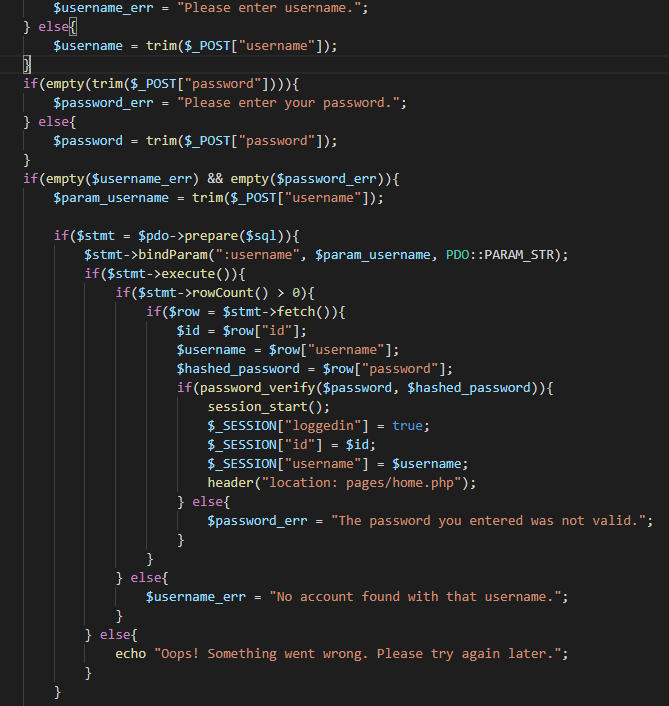 $username_err = "Please enter username.";
} else{
$username = trim($_POST["username"]);
}
if(empty(trim($_POST["password"]))){
$password_err = "Please enter your password.";
} else{
$password = trim($_POST["password"]);
}
if(empty($username_err) && empty($password_err)){
$param_username = trim($_POST["username"]);
if($stmt = $pdo->prepare($sql)){
$stmt->bindParam(":username", $param_username, PDO::PARAM_STR);
if($stmt->execute()){
if($stmt->rowCount() > 0){
if($row = $stmt->fetch()){
$id = $row["id"];
$username = $row["username"];
$hashed_password = $row["password"];
if(password_verify($password, $hashed_password)){
session_start();
$_SESSION["loggedin"] = true;
$_SESSION["id"] = $id;
$_SESSION["username"] = $username;
header("location: pages/home.php");
} else{
$password_err = "The password you entered was not valid.";
}
}
} else{
$username_err = "No account found with that username.";
}
} else{
echo "Oops! Something went wrong. Please try again later.";
}
}